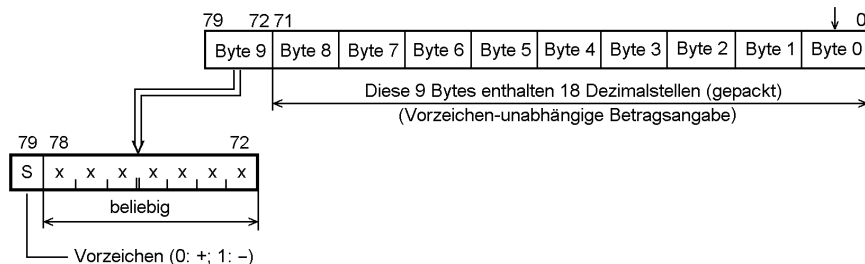 79 72 71 0
Byte 9 Byte 8 Byte 7 Byte 6 Byte 5 Byte 4 Byte 3 Byte 2 Byte 1 Byte 0
Diese 9 Bytes enthalten 18 Dezimalstellen (gepackt)
(Vorzeichen-unabhängige Betragsangabe)
79 78 72
S x x x x x x x
beliebig
Vorzeichen (0: +; 1: –)